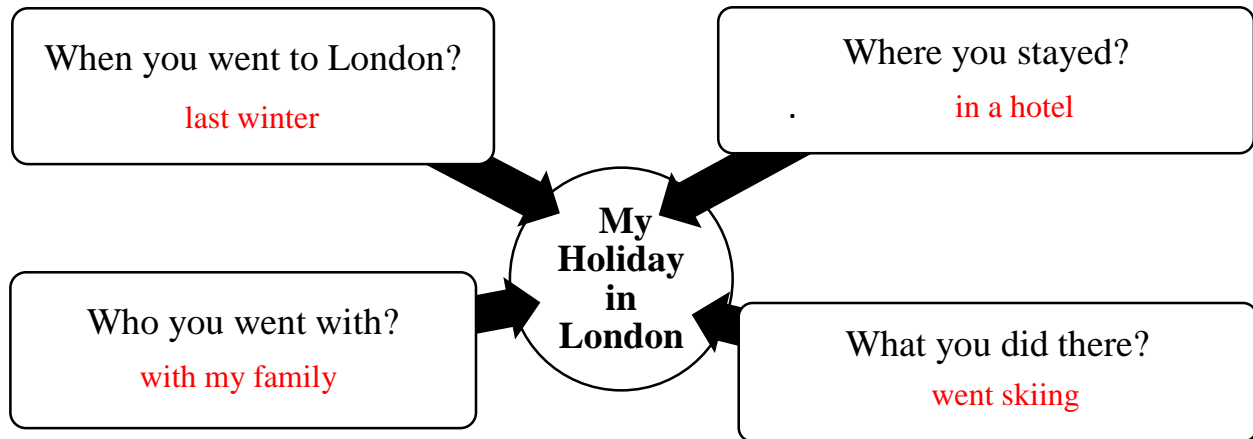 When you went to London?
last winter
Where you stayed?
.
in a hotel
My
Holiday
in
London
Who you went with?
with my family
What you did there?
went skiing